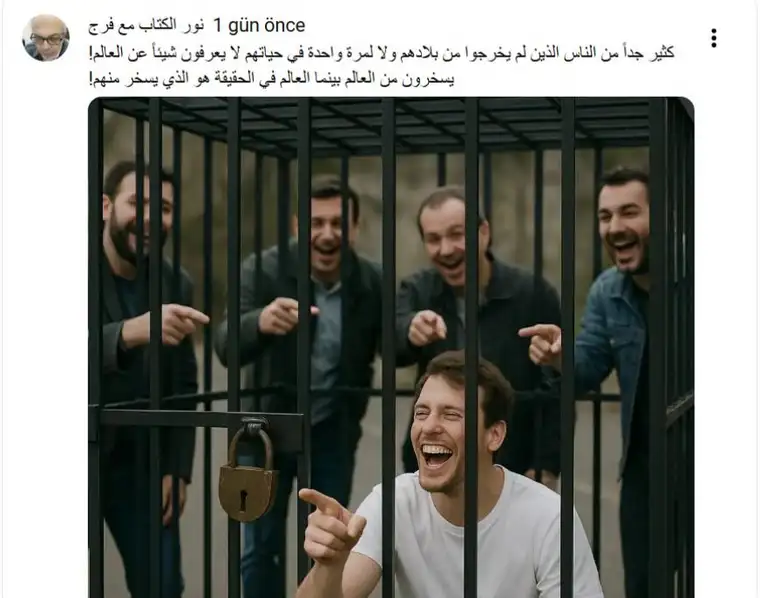 نور الكتاب مع فرج 1 gün önce
كثير جداً من الناس الذين لم يخرجوا من بلادهم ولا لمرة واحدة في حياتهم لا يعرفون شيئاً عن العالم!
يسخرون من العالم بينما العالم في الحقيقة هو الذي يسخر منهم!